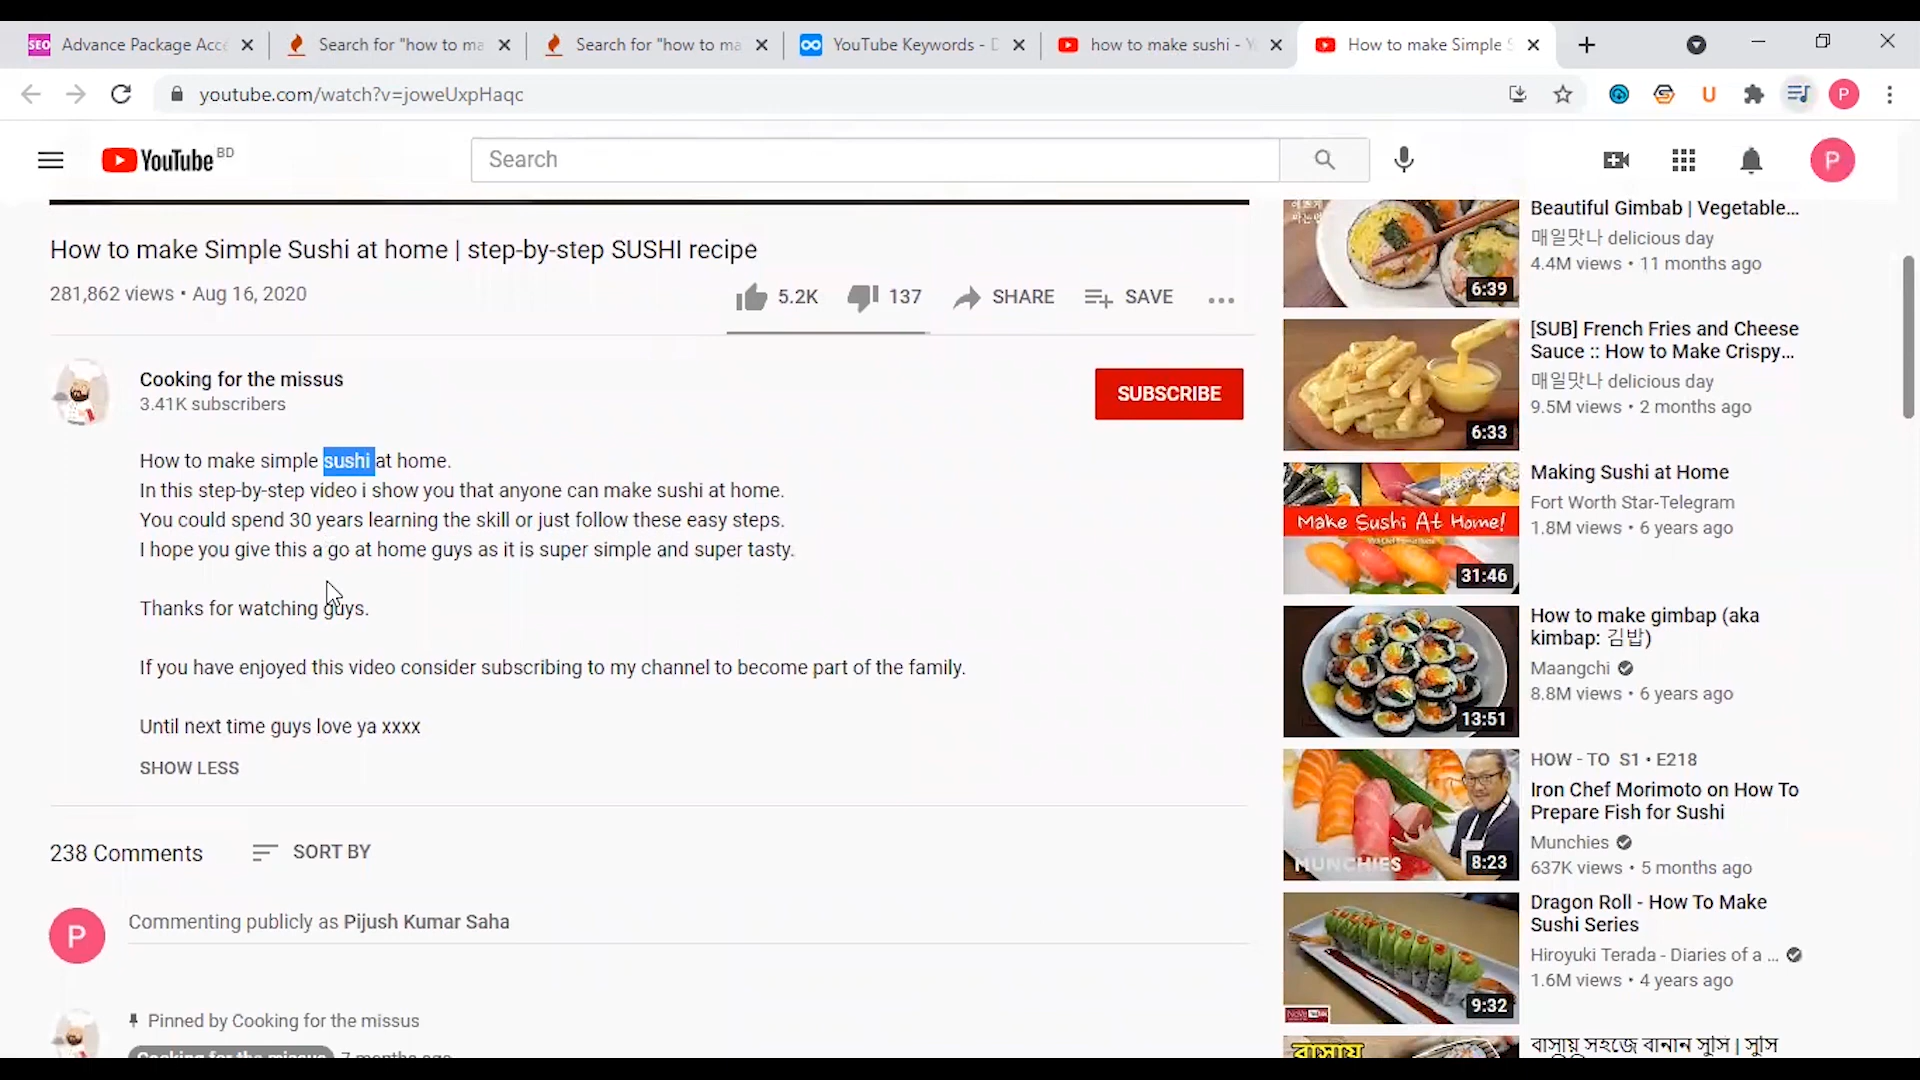 SEO Advance Package Acc
Search for "how to ma
Search for "how to ma
YouTube Keywords - D
how to make sushi - Y
How to make Simple S
youtube.com/watch?v=joweUxpHaqc
U
P
YouTube BD
Search
P
How to make Simple Sushi at home | step-by-step SUSHI recipe
281,862 views • Aug 16, 2020
5.2K
137
SHARE
SAVE
Cooking for the missus
3.41K subscribers
SUBSCRIBE
How to make simple sushi at home.
In this step-by-step video i show you that anyone can make sushi at home.
You could spend 30 years learning the skill or just follow these easy steps.
I hope you give this a go at home guys as it is super simple and super tasty.
Thanks for watching guys.
If you have enjoyed this video consider subscribing to my channel to become part of the family.
Until next time guys love ya xxxx
SHOW LESS
238 Comments
SORT BY
P
Commenting publicly as Pijush Kumar Saha
Pinned by Cooking for the missus
Cooking for the missus 7 months ago
6:39
Beautiful Gimbab | Vegetable...
매일맛나 delicious day
4.4M views • 11 months ago
6:33
[SUB] French Fries and Cheese
Sauce :: How to Make Crispy...
매일맛나 delicious day
9.5M views • 2 months ago
Make Sushi At Home!
31:46
Making Sushi at Home
Fort Worth Star-Telegram
1.8M views • 6 years ago
13:51
How to make gimbap (aka
kimbap: 김밥)
Maangchi
8.8M views • 6 years ago
MUNCHIES
8:23
HOW - TO S1 • E218
Iron Chef Morimoto on How To
Prepare Fish for Sushi
Munchies
637K views • 5 months ago
9:32
Dragon Roll - How To Make
Sushi Series
Hiroyuki Terada - Diaries of a ...
1.6M views • 4 years ago
বাসায়
বাসায় সহজে বানান সুসি | সুসি